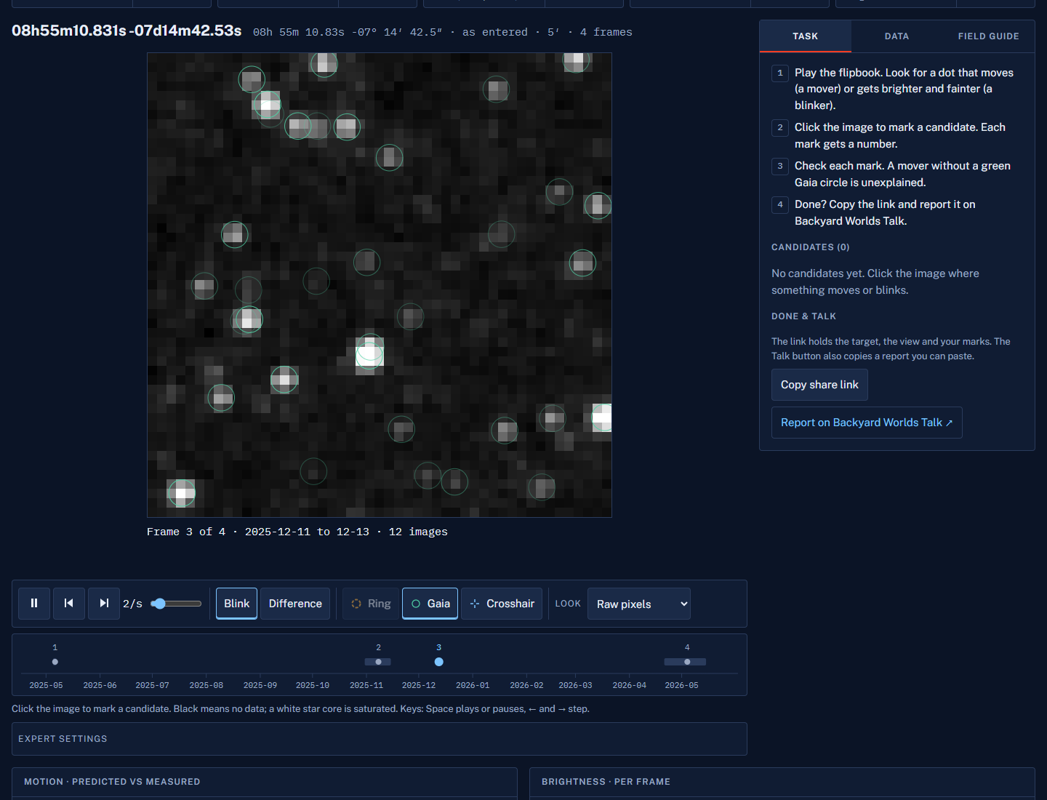 08h55m10.831s -07d14m42.53s 08h 55m 10.83s -07° 14′ 42.5″ · as entered · 5′ · 4 frames
TASK DATA FIELD GUIDE
1 Play the flipbook. Look for a dot that moves
(a mover) or gets brighter and fainter (a
blinker).
2 Click the image to mark a candidate. Each
mark gets a number.
3 Check each mark. A mover without a green
Gaia circle is unexplained.
4 Done? Copy the link and report it on
Backyard Worlds Talk.
CANDIDATES (0)
No candidates yet. Click the image where
something moves or blinks.
DONE & TALK
The link holds the target, the view and your marks. The
Talk button also copies a report you can paste.
Copy share link
Report on Backyard Worlds Talk ↗
Frame 3 of 4 · 2025-12-11 to 12-13 · 12 images
2/s Blink Difference Ring Gaia Crosshair LOOK Raw pixels
1 2 3 4
2025-05 2025-06 2025-07 2025-08 2025-09 2025-10 2025-11 2025-12 2026-01 2026-02 2026-03 2026-04 2026-05
Click the image to mark a candidate. Black means no data; a white star core is saturated. Keys: Space plays or pauses, ← and → step.
EXPERT SETTINGS
MOTION · PREDICTED VS MEASURED
BRIGHTNESS · PER FRAME